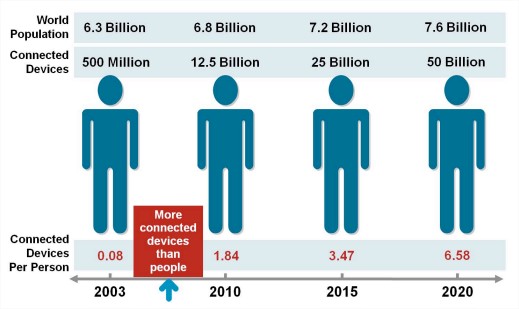 World
Population
6.3 Billion 6.8 Billion 7.2 Billion 7.6 Billion
Connected
Devices
500 Million 12.5 Billion 25 Billion 50 Billion
More
connected
devices
than
people
Connected
Devices
Per Person
0.08 1.84 3.47 6.58
2003 2010 2015 2020